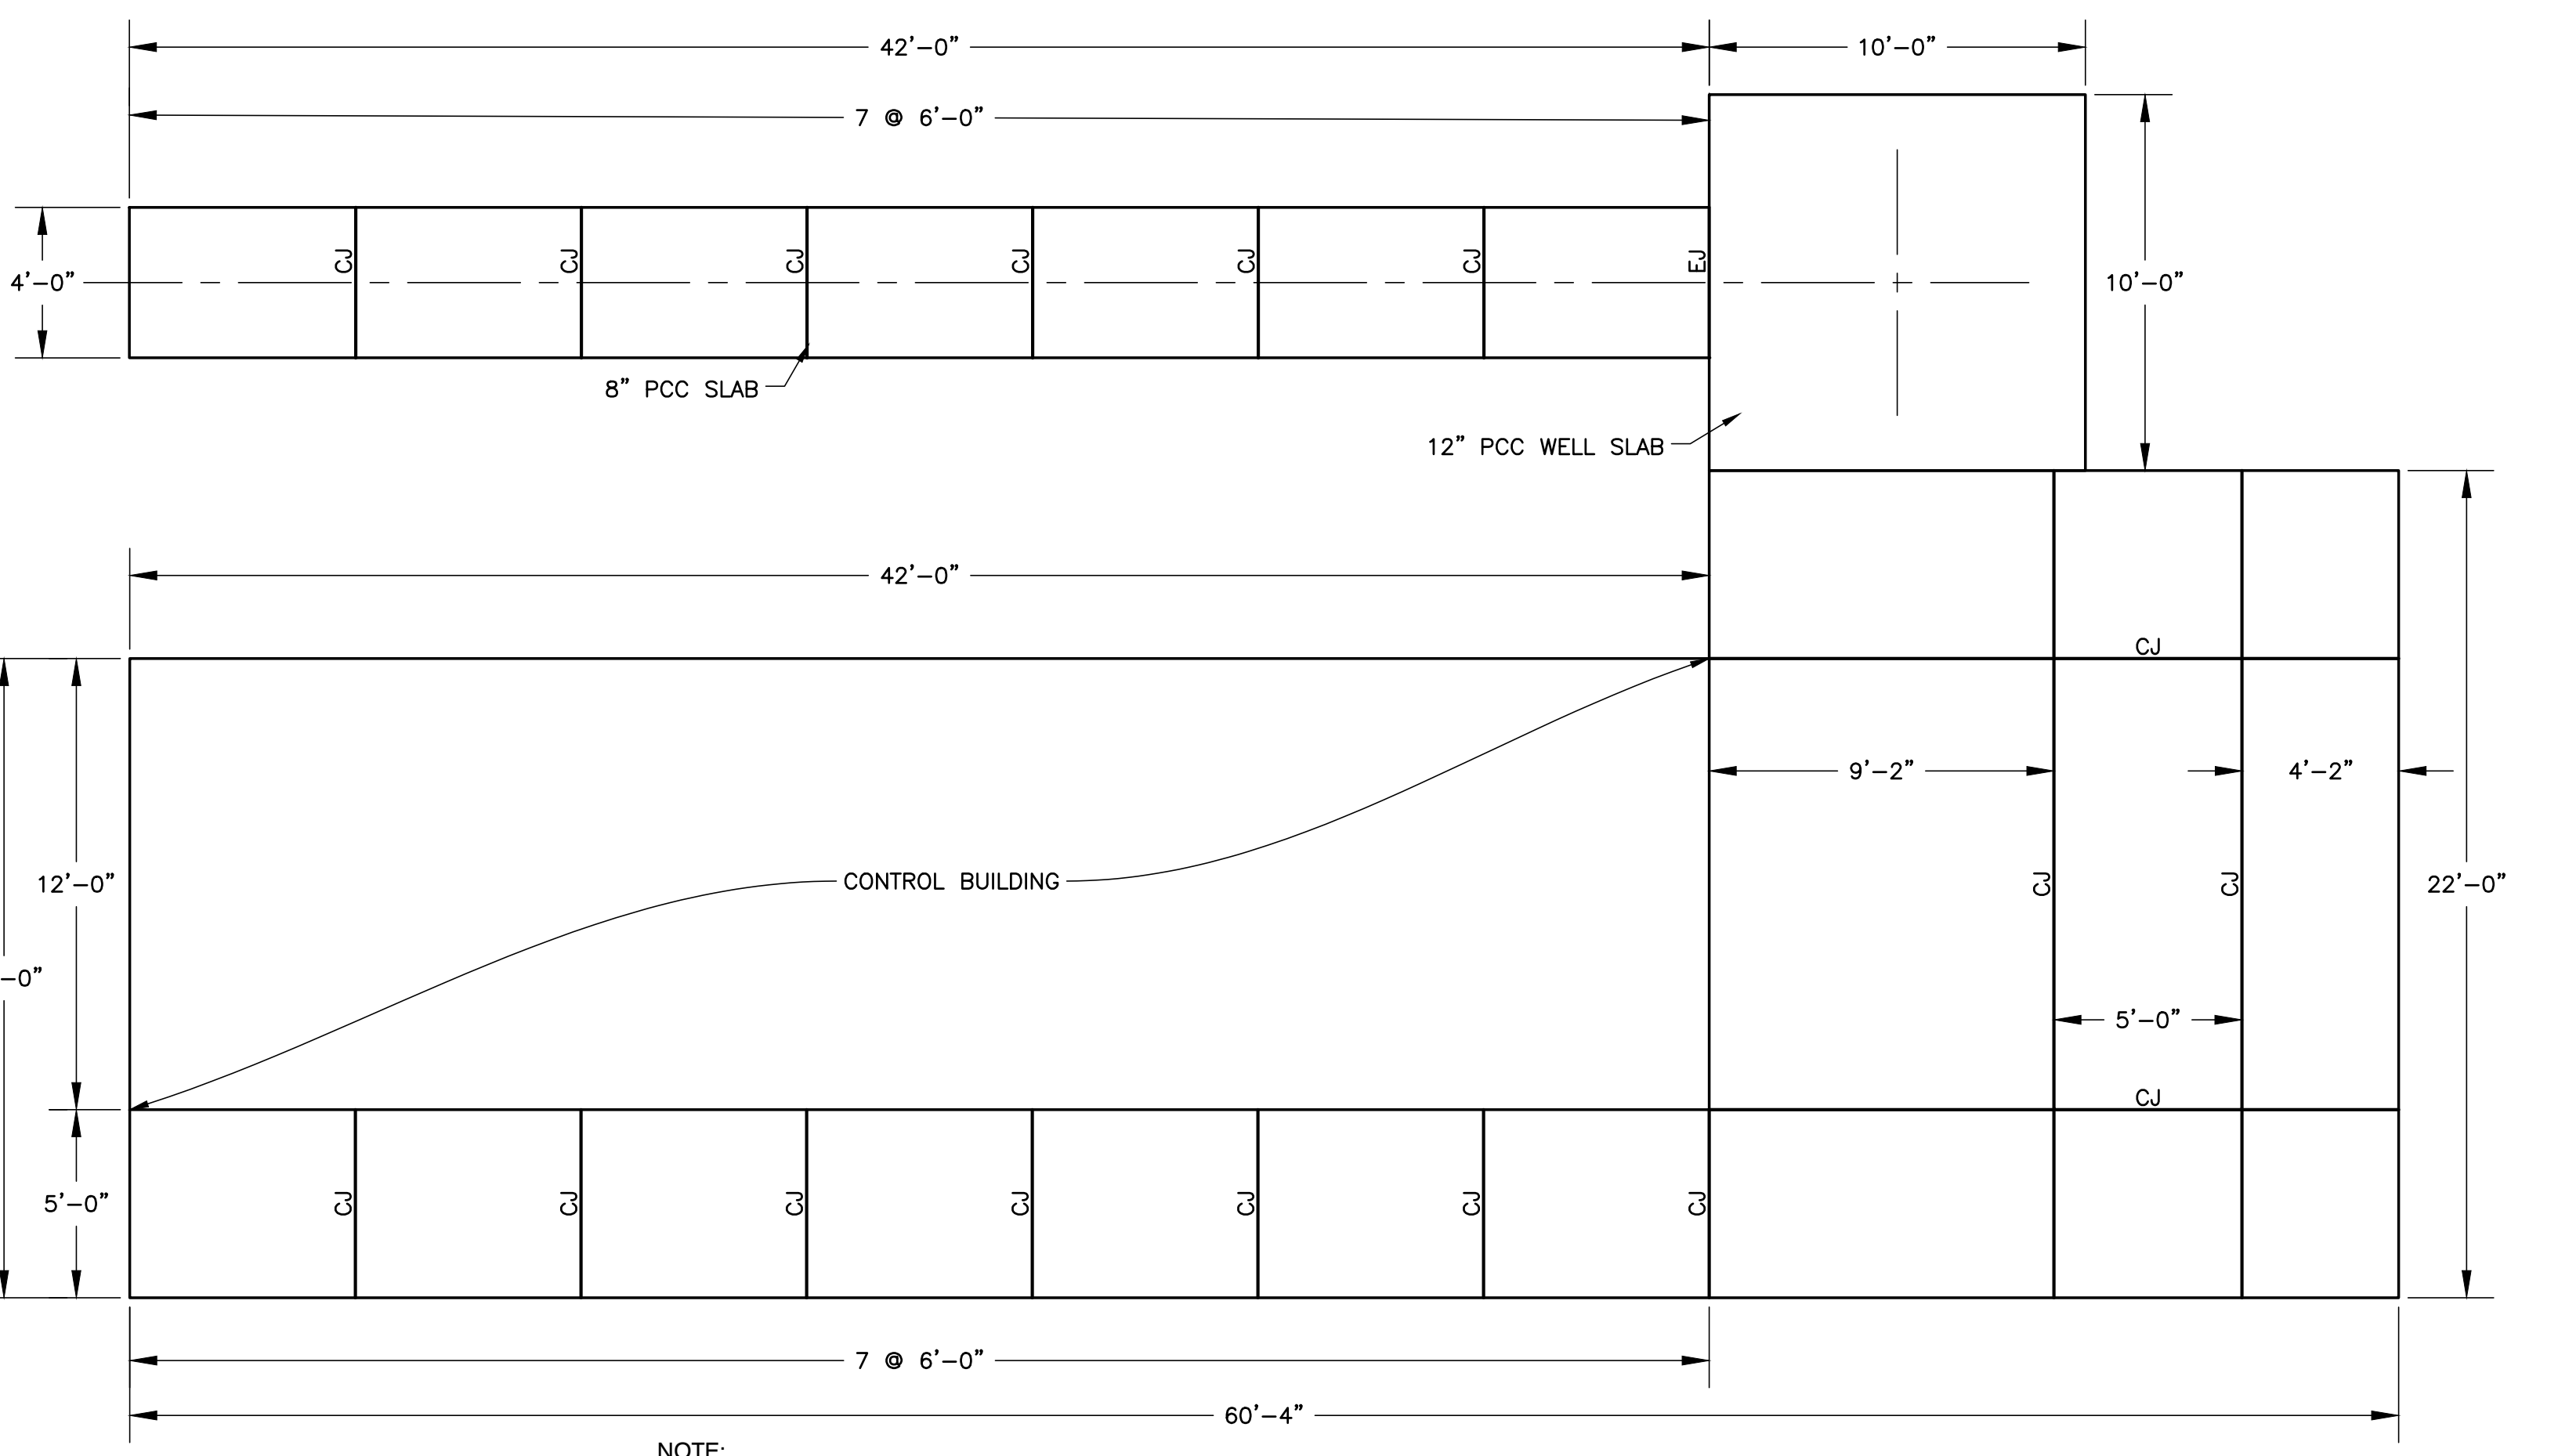 42'-0" 10'-0"
7 @ 6'-0"
CJ CJ CJ CJ CJ CJ EJ
4'-0" 10'-0"
8" PCC SLAB
12" PCC WELL SLAB
42'-0"
CJ
9'-2" 4'-2"
CONTROL BUILDING
12'-0" CJ CJ 22'-0"
-0"
5'-0"
CJ
5'-0" CJ CJ CJ CJ CJ CJ CJ
7 @ 6'-0"
60'-4"
NOTE: